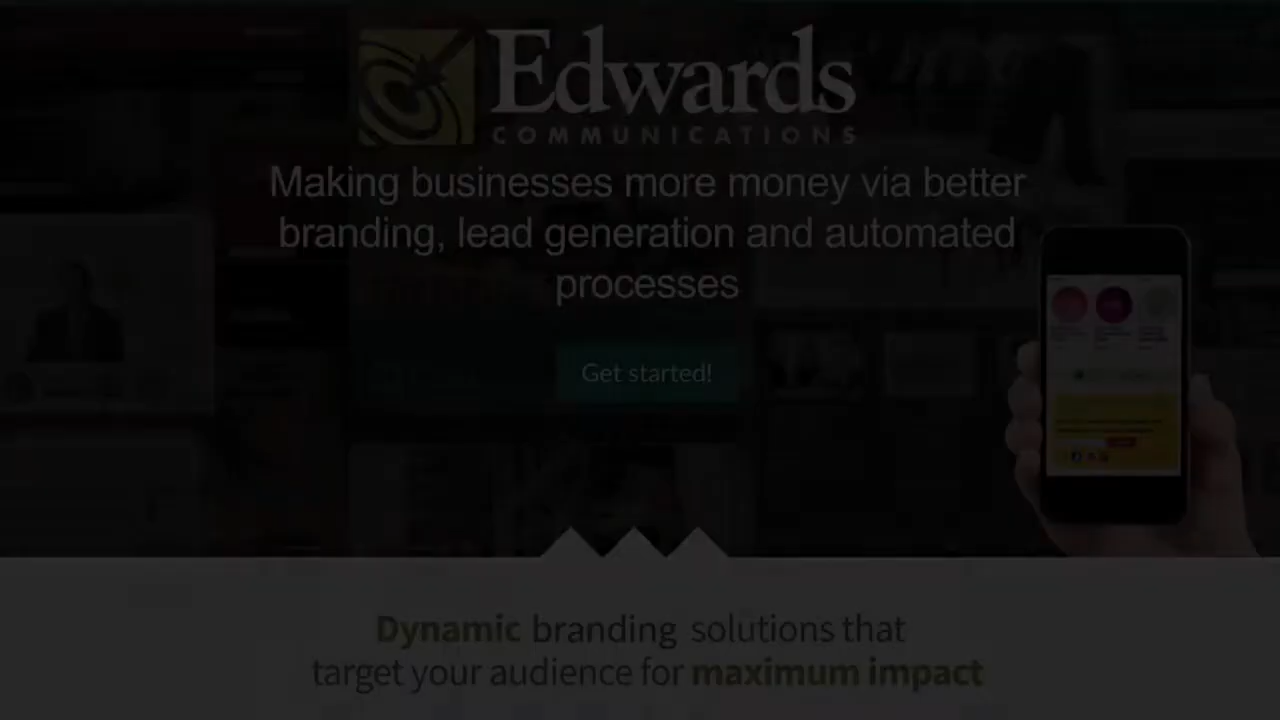 Edwards
COMMUNICATIONS
Making businesses more money via better
branding, lead generation and automated
processes
Get started!
Dynamic branding solutions that
target your audience for maximum impact